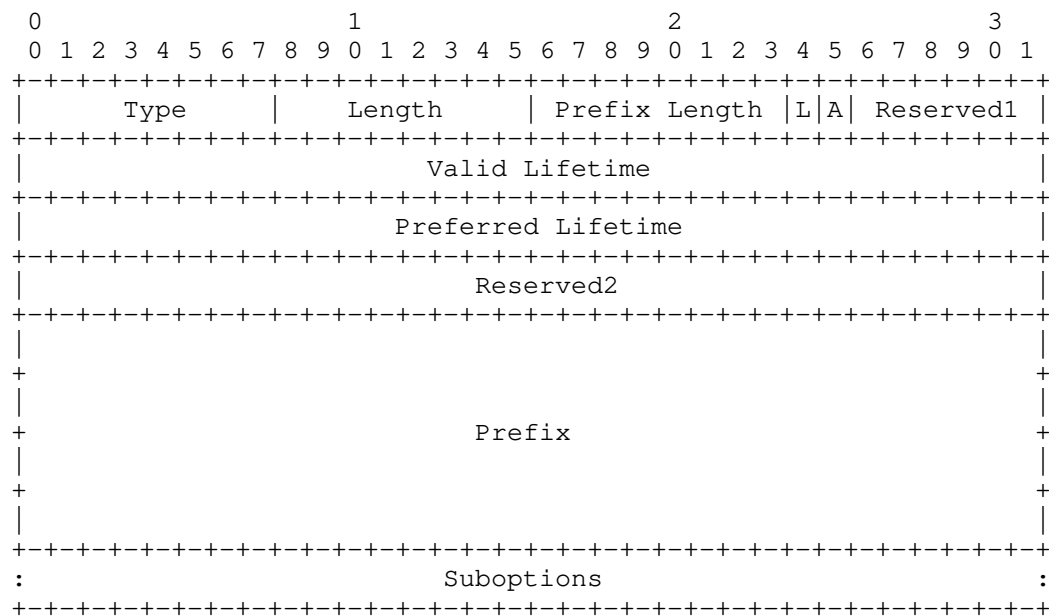 0                   1                   2                   3
 0 1 2 3 4 5 6 7 8 9 0 1 2 3 4 5 6 7 8 9 0 1 2 3 4 5 6 7 8 9 0 1
+-+-+-+-+-+-+-+-+-+-+-+-+-+-+-+-+-+-+-+-+-+-+-+-+-+-+-+-+-+-+-+-+
|      Type     |    Length     | Prefix Length |L|A| Reserved1 |
+-+-+-+-+-+-+-+-+-+-+-+-+-+-+-+-+-+-+-+-+-+-+-+-+-+-+-+-+-+-+-+-+
|                         Valid Lifetime                        |
+-+-+-+-+-+-+-+-+-+-+-+-+-+-+-+-+-+-+-+-+-+-+-+-+-+-+-+-+-+-+-+-+
|                       Preferred Lifetime                      |
+-+-+-+-+-+-+-+-+-+-+-+-+-+-+-+-+-+-+-+-+-+-+-+-+-+-+-+-+-+-+-+-+
|                            Reserved2                          |
+-+-+-+-+-+-+-+-+-+-+-+-+-+-+-+-+-+-+-+-+-+-+-+-+-+-+-+-+-+-+-+-+
|                                                               |
+                                                               +
|                                                               |
+                            Prefix                             +
|                                                               |
+                                                               +
|                                                               |
+-+-+-+-+-+-+-+-+-+-+-+-+-+-+-+-+-+-+-+-+-+-+-+-+-+-+-+-+-+-+-+-+
:                          Suboptions                           :
+-+-+-+-+-+-+-+-+-+-+-+-+-+-+-+-+-+-+-+-+-+-+-+-+-+-+-+-+-+-+-+-+